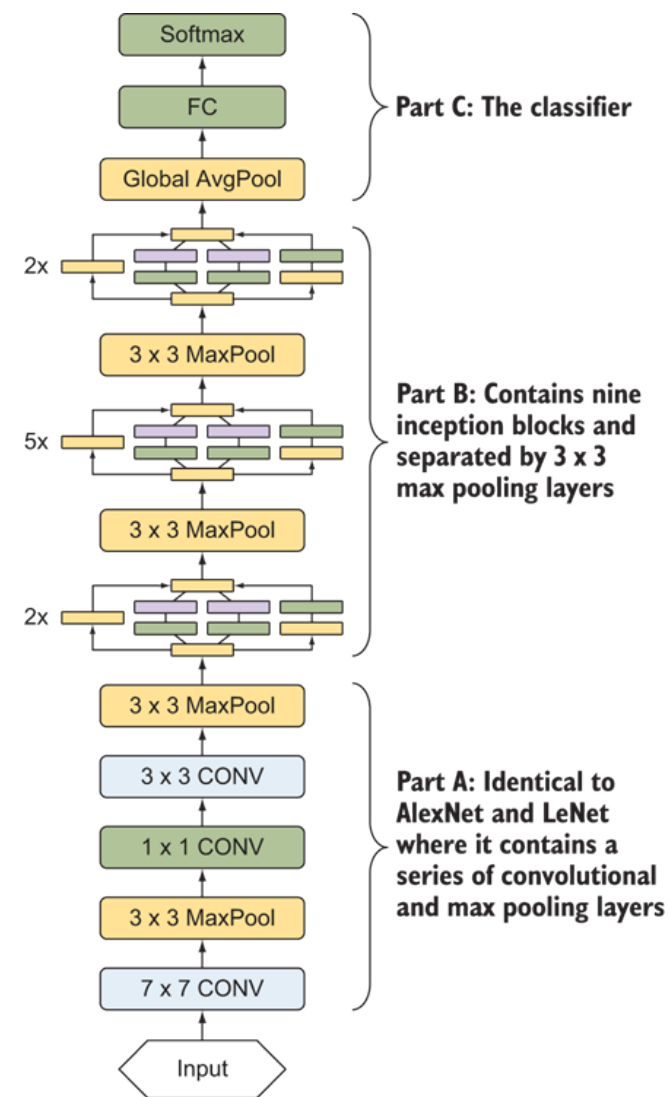 Softmax
FC
Part C: The classifier
Global AvgPool
2x
3 x 3 MaxPool
5x
Part B: Contains nine
inception blocks and
separated by 3 x 3
max pooling layers
3 x 3 MaxPool
2x
3 x 3 MaxPool
3 x 3 CONV
1 x 1 CONV
3 x 3 MaxPool
7 x 7 CONV
Part A: Identical to
AlexNet and LeNet
where it contains a
series of convolutional
and max pooling layers
Input